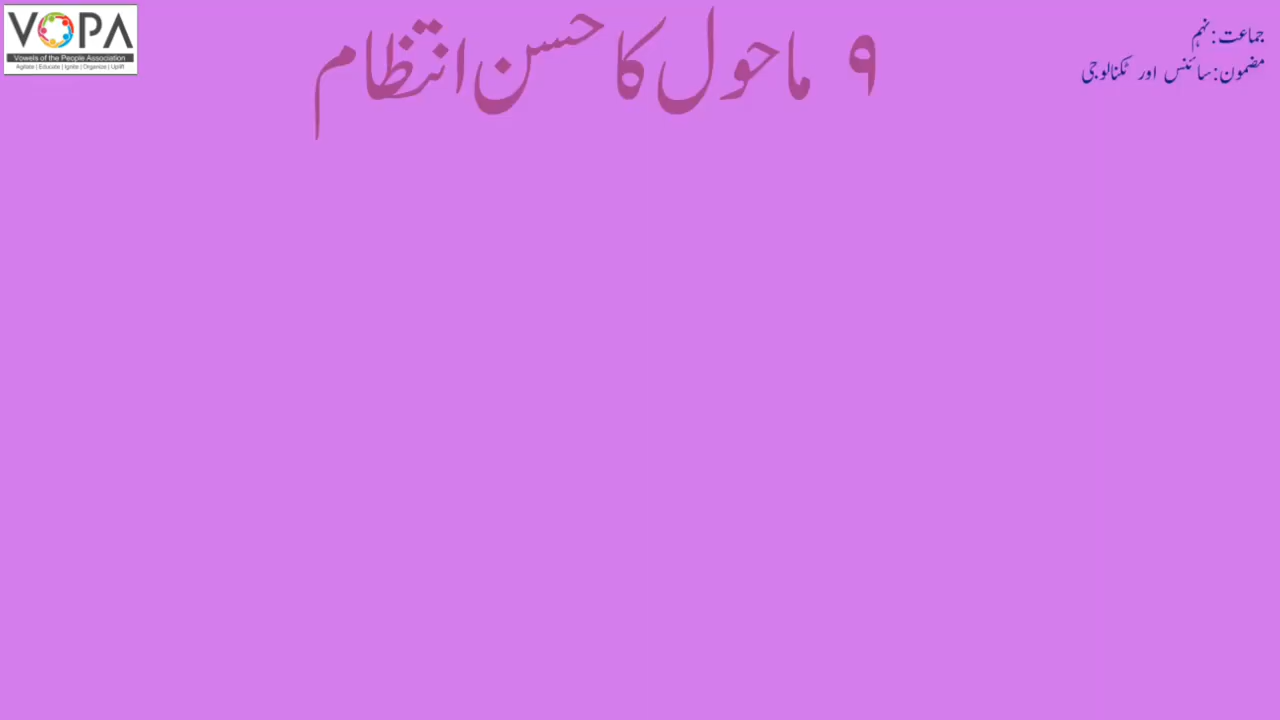 VOPA
Vowels of the People Association
Agitate | Educate | Ignite | Organize | Uplift
۹ ماحول کا حسن انتظام
جماعت : نہم
مضمون: سائنس اور ٹکنالوجی